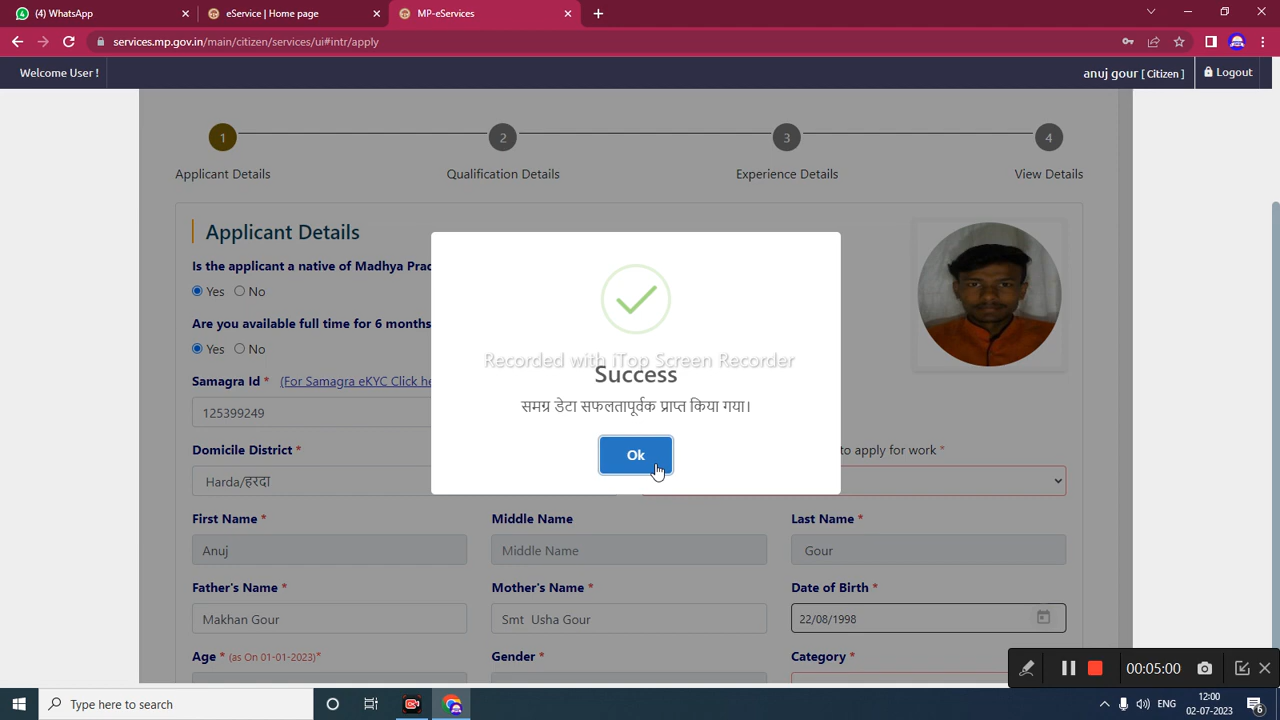 (4) WhatsApp
eService | Home page
MP-eServices
services.mp.gov.in/main/citizen/services/ui#intr/apply
Welcome User !
anuj gour [ Citizen ]
Logout
1
2
3
4
Applicant Details
Qualification Details
Experience Details
View Details
Applicant Details
Is the applicant a native of Madhya
Yes
No
Are you available full time for 6 months
Yes
No
Samagra Id *
(For Samagra eKYC Click
125399249
Domicile District *
to apply for work *
Harda/हरदा
Recorded with iTop Screen Recorder
Success
समग्र डेटा सफलतापूर्वक प्राप्त किया गया।
Ok
First Name *
Middle Name
Last Name *
Anuj
Middle Name
Gour
Father's Name *
Mother's Name *
Date of Birth *
Makhan Gour
Smt Usha Gour
22/08/1998
Age * (as On 01-01-2023)*
Gender *
Category *
00:05:00
Type here to search
ENG
12:00
02-07-2023
6